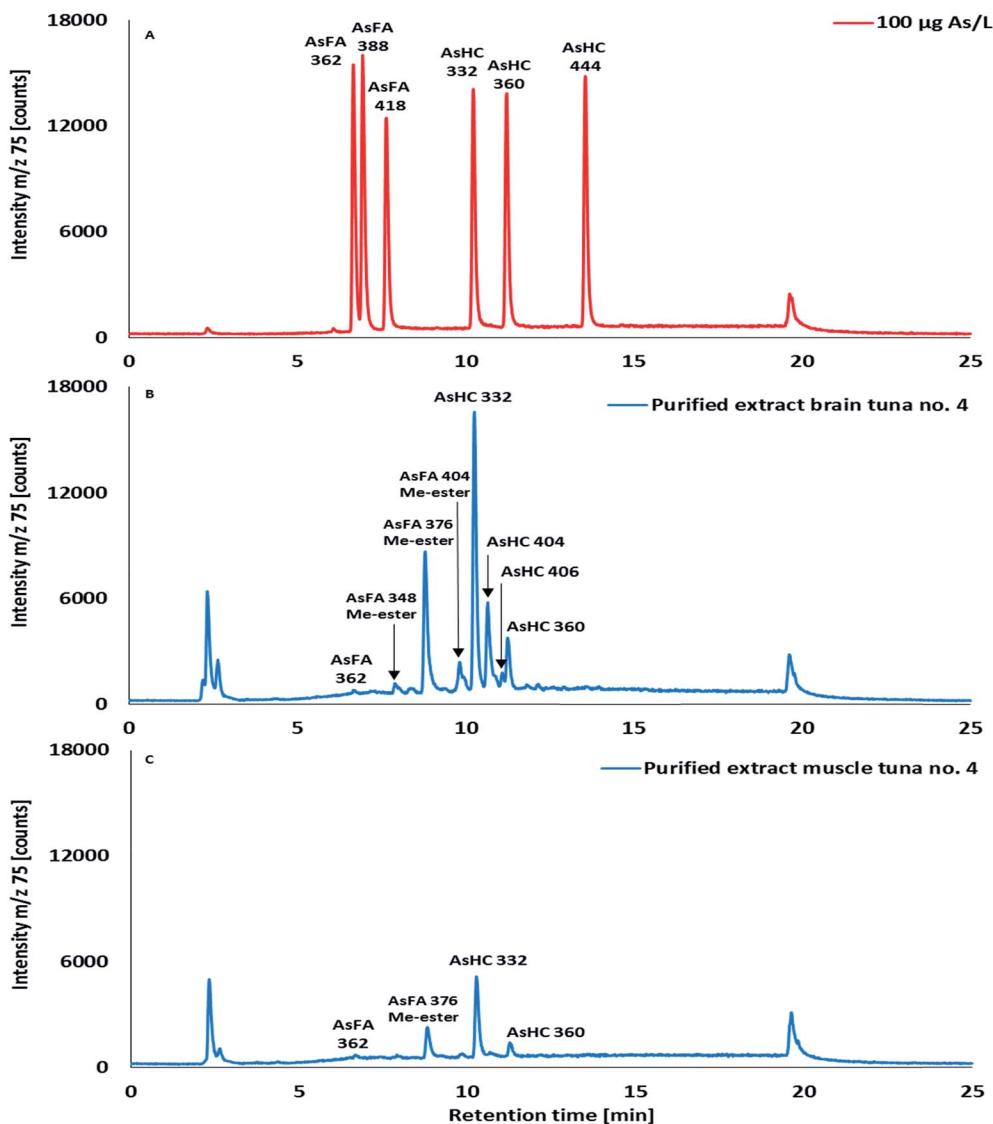 18000
A
100 µg As/L
AsFA
362
AsFA
388
AsFA
418
AsHC
332
AsHC
360
AsHC
444
12000
6000
0
Intensity m/z 75 [counts]
0 5 10 15 20 25
18000
B
Purified extract brain tuna no. 4
AsHC 332
AsFA 404
Me-ester
12000
AsFA 376
Me-ester
AsHC 404
AsHC 406
6000
AsFA 348
Me-ester
AsHC 360
AsFA
362
0
Intensity m/z 75 [counts]
0 5 10 15 20 25
18000
C
Purified extract muscle tuna no. 4
12000
6000
AsHC 332
AsFA 376
Me-ester
AsFA
362
AsHC 360
0
Intensity m/z 75 [counts]
0 5 10 15 20 25
Retention time [min]